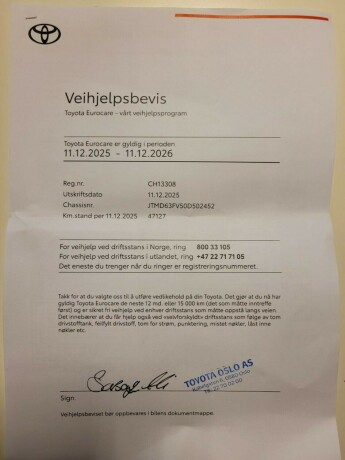 Veihjelpsbevis
Toyota Eurocare - vårt veihjelpsprogram
Toyota Eurocare er gyldig i perioden
11.12.2025 - 11.12.2026
Reg.nr. CH13308
Utskriftsdato 11.12.2025
Chassisnr. JTMD63FV50D502452
Km.stand per 11.12.2025 47127
For veihjelp ved driftsstans i Norge, ring 800 33 105
For veihjelp ved driftsstans i utlandet, ring +47 22 71 71 05
Det eneste du trenger når du ringer er registreringsnummeret.
Takk for at du valgte oss til å utføre vedlikehold på din Toyota. Det gjør at du nå har
gyldig Toyota Eurocare de neste 12 md. eller 15 000 km (det som måtte inntreffe
først) og er sikret fri veihjelp ved enhver driftsstans som måtte oppstå langs veien.
Det innebærer at du får hjelp også ved «selvforskyldt» driftsstans som følge av tom
drivstofftank, feilfylt drivstoff, tom for strøm, punktering, mistet nøkler, låst inne
nøkler etc.
TOYOTA OSLO AS
Sign.
Veihjelpsbeviset bør oppbevares i bilens dokumentmappe.